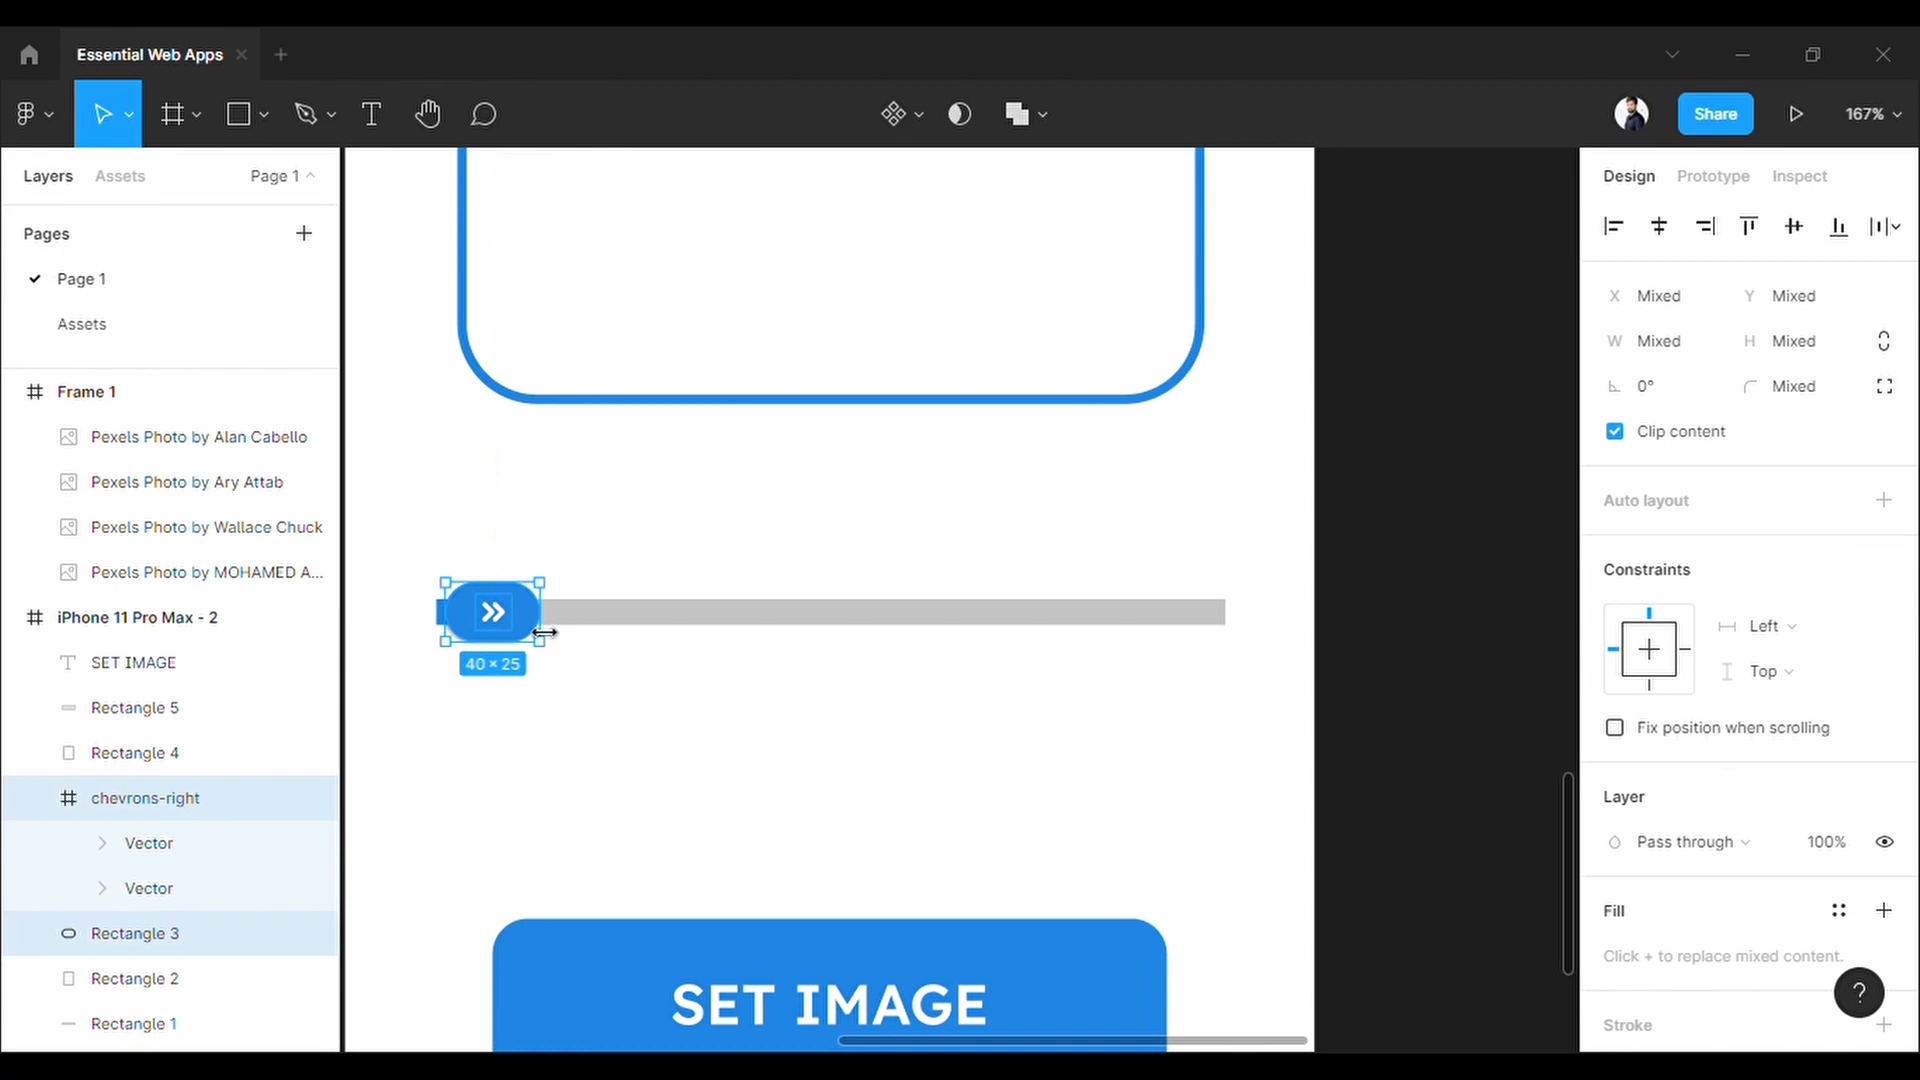 Essential Web Apps
Share
167%
Layers
Assets
Page 1
Design
Prototype
Inspect
Pages
Page 1
Assets
X Mixed
Y Mixed
W Mixed
H Mixed
0°
Mixed
Clip content
Frame 1
Pexels Photo by Alan Cabello
Pexels Photo by Ary Attab
Pexels Photo by Wallace Chuck
Pexels Photo by MOHAMED A...
iPhone 11 Pro Max - 2
SET IMAGE
Rectangle 5
Rectangle 4
chevrons-right
Vector
Vector
Rectangle 3
Rectangle 2
Rectangle 1
40 × 25
SET IMAGE
Auto layout
Constraints
Left
Top
Fix position when scrolling
Layer
Pass through
100%
Fill
Click + to replace mixed content.
?
Stroke